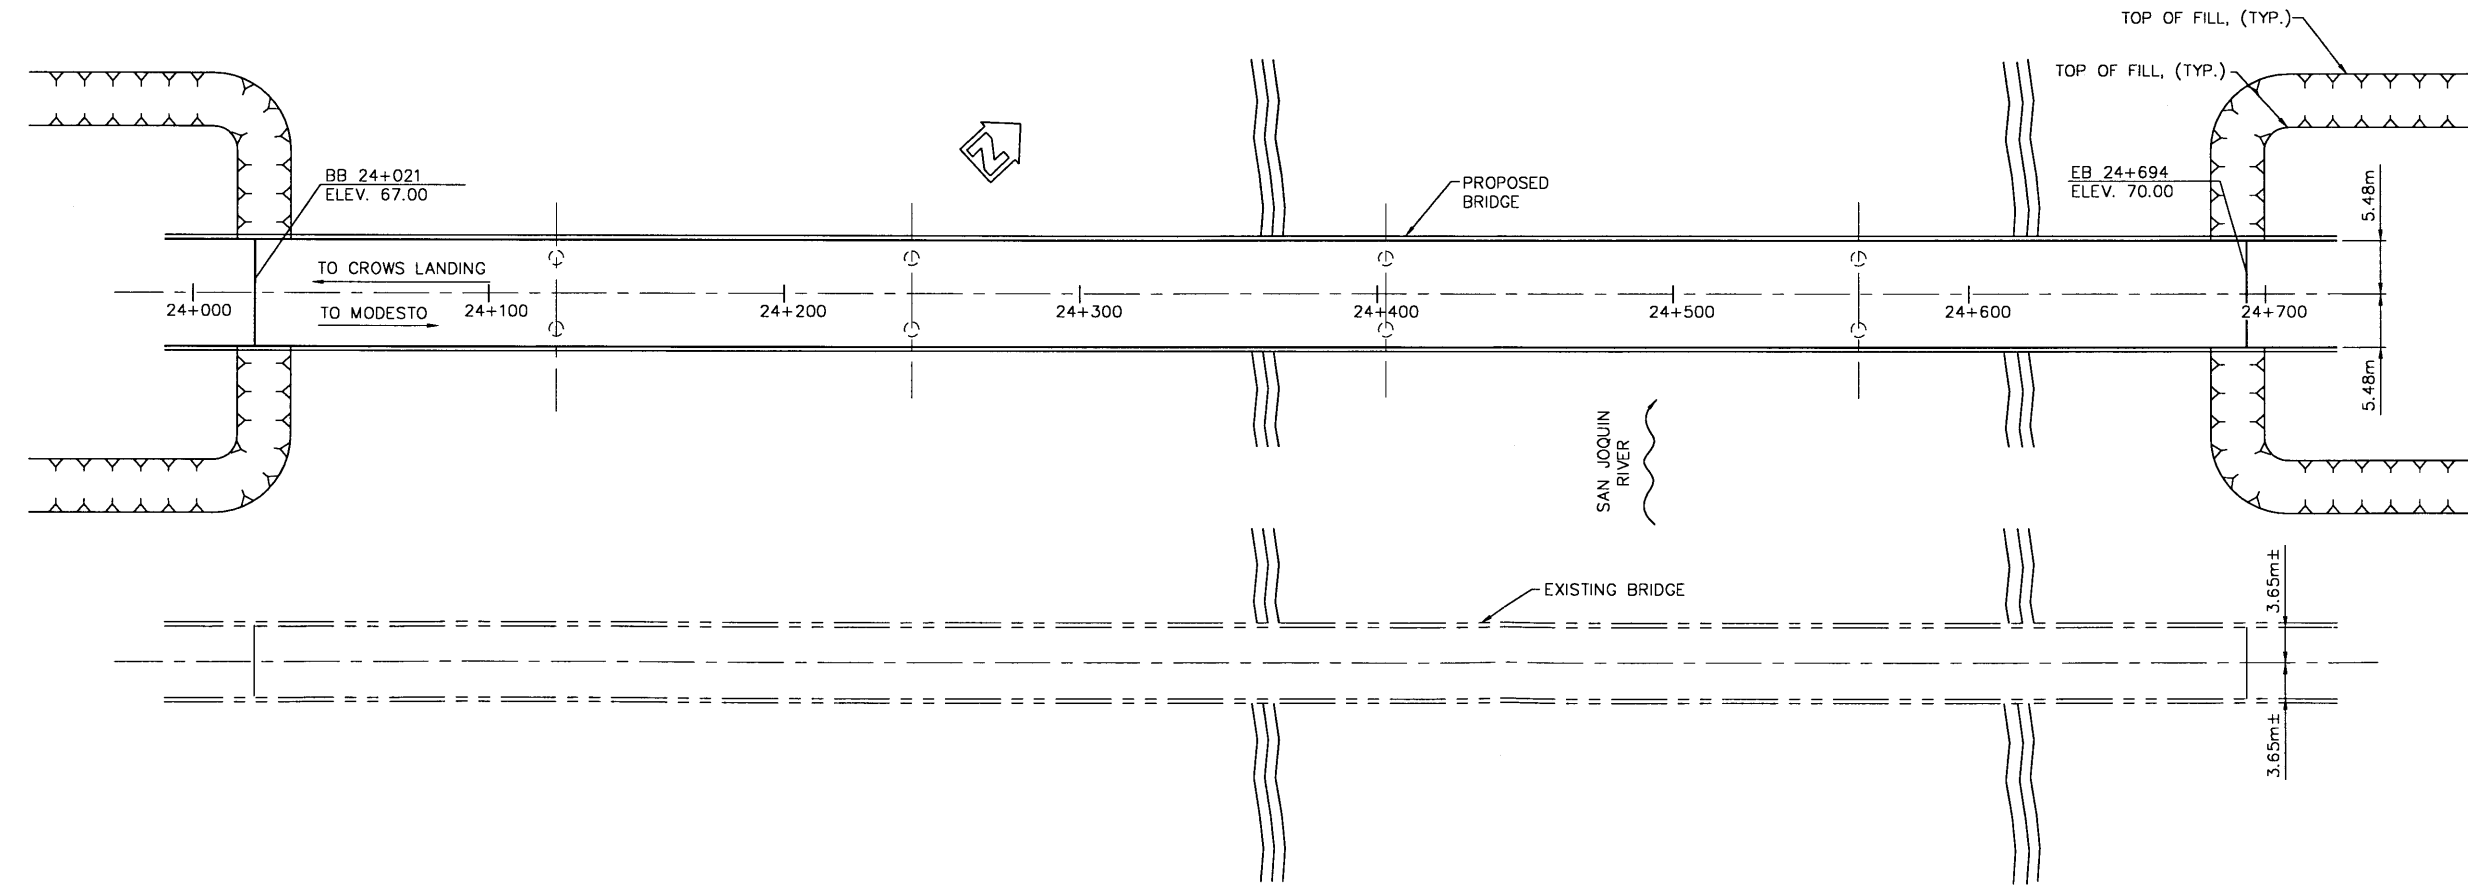 TOP OF FILL, (TYP.)
TOP OF FILL, (TYP.)
N
BB 24+021
ELEV. 67.00
PROPOSED
BRIDGE
EB 24+694
ELEV. 70.00
5.48m
TO CROWS LANDING
24+000
TO MODESTO
24+100
24+200
24+300
24+400
24+500
24+600
24+700
5.48m
SAN JOQUIN
RIVER
EXISTING BRIDGE
3.65m±
3.65m±